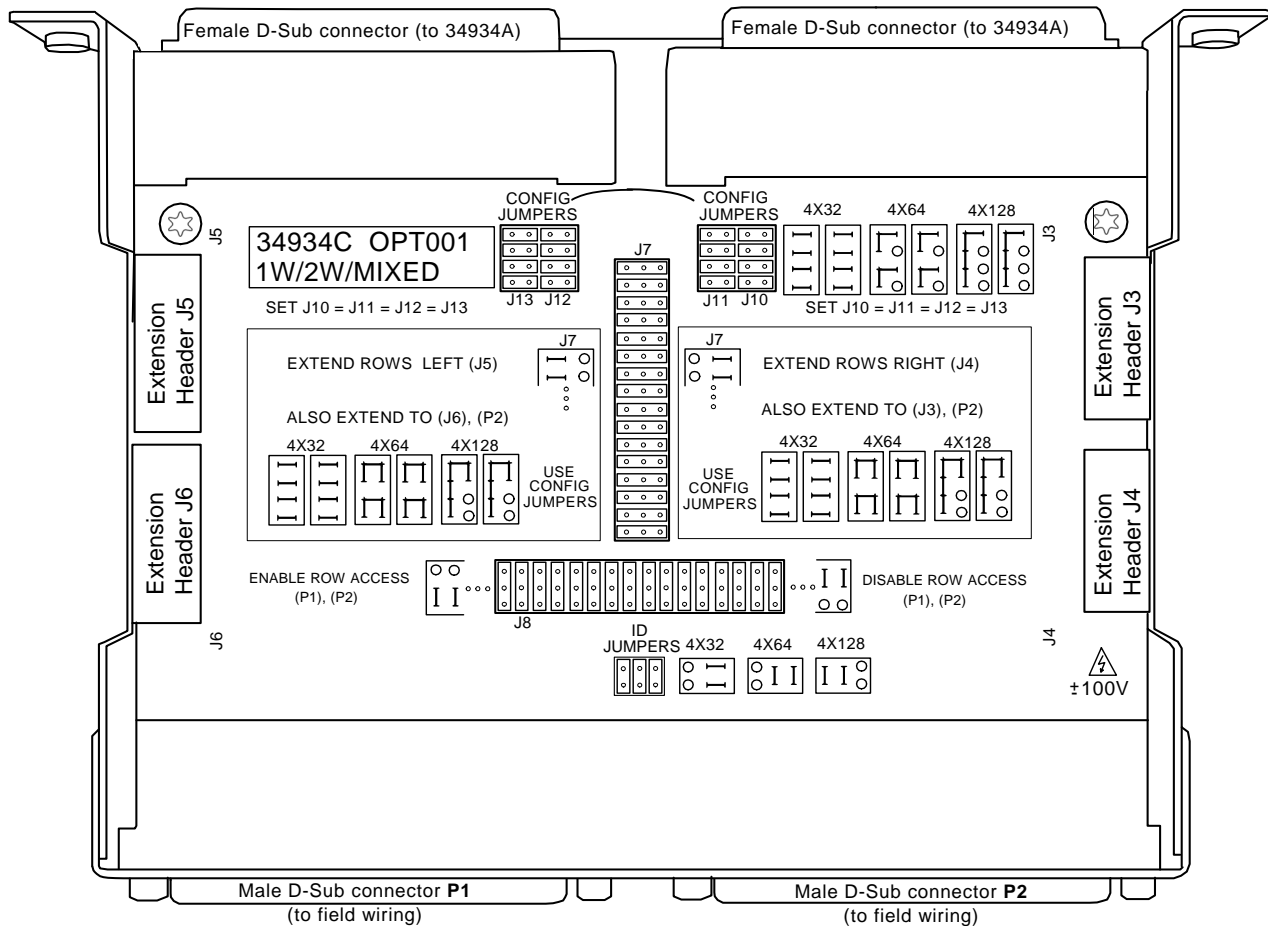 Female D-Sub connector (to 34934A)
Female D-Sub connector (to 34934A)
J5
34934C OPT001
1W/2W/MIXED
SET J10 = J11 = J12 = J13
CONFIG
JUMPERS
J13 J12
J7
CONFIG
JUMPERS
J11 J10
4X32 4X64 4X128
SET J10 = J11 = J12 = J13
J3
Extension
Header J5
Extension
Header J3
EXTEND ROWS LEFT (J5)
J7
ALSO EXTEND TO (J6), (P2)
4X32 4X64 4X128
USE
CONFIG
JUMPERS
J7
EXTEND ROWS RIGHT (J4)
ALSO EXTEND TO (J3), (P2)
4X32 4X64 4X128
USE
CONFIG
JUMPERS
Extension
Header J6
Extension
Header J4
ENABLE ROW ACCESS
(P1), (P2)
DISABLE ROW ACCESS
(P1), (P2)
J8
J6
ID
JUMPERS
4X32 4X64 4X128
J4
±100V
Male D-Sub connector P1
(to field wiring)
Male D-Sub connector P2
(to field wiring)